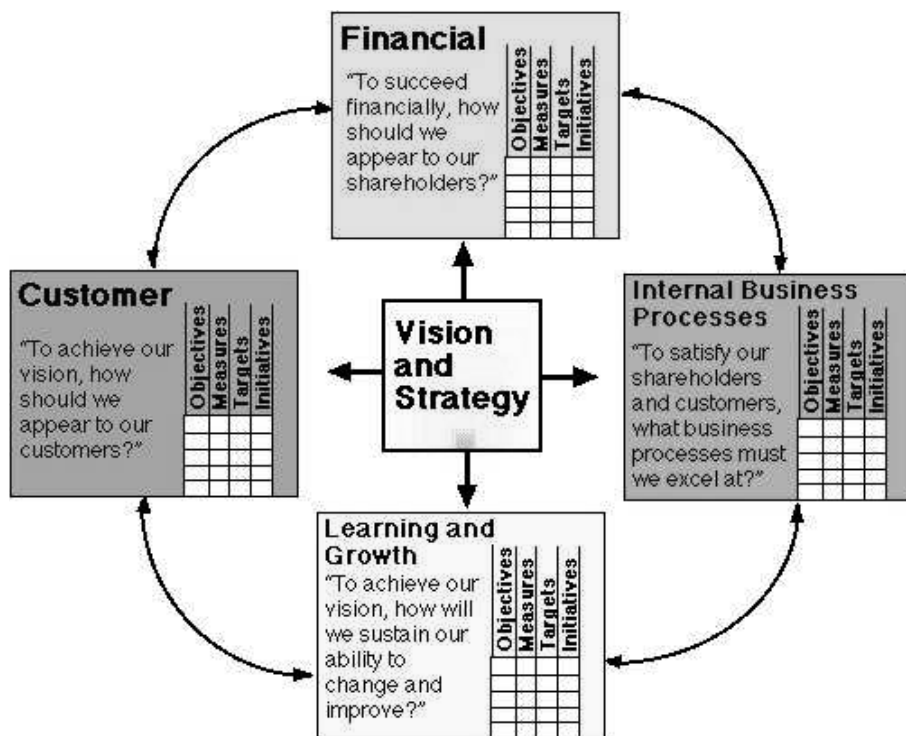 Financial
“To succeed
financially, how
should we
appear to our
shareholders?”
Objectives
Measures
Targets
Initiatives
Customer
“To achieve our
vision, how
should we
appear to our
customers?”
Objectives
Measures
Targets
Initiatives
Vision
and
Strategy
Internal Business
Processes
“To satisfy our
shareholders
and customers,
what business
processes must
we excel at?”
Objectives
Measures
Targets
Initiatives
Learning and
Growth
“To achieve our
vision, how will
we sustain our
ability to
change and
improve?”
Objectives
Measures
Targets
Initiatives